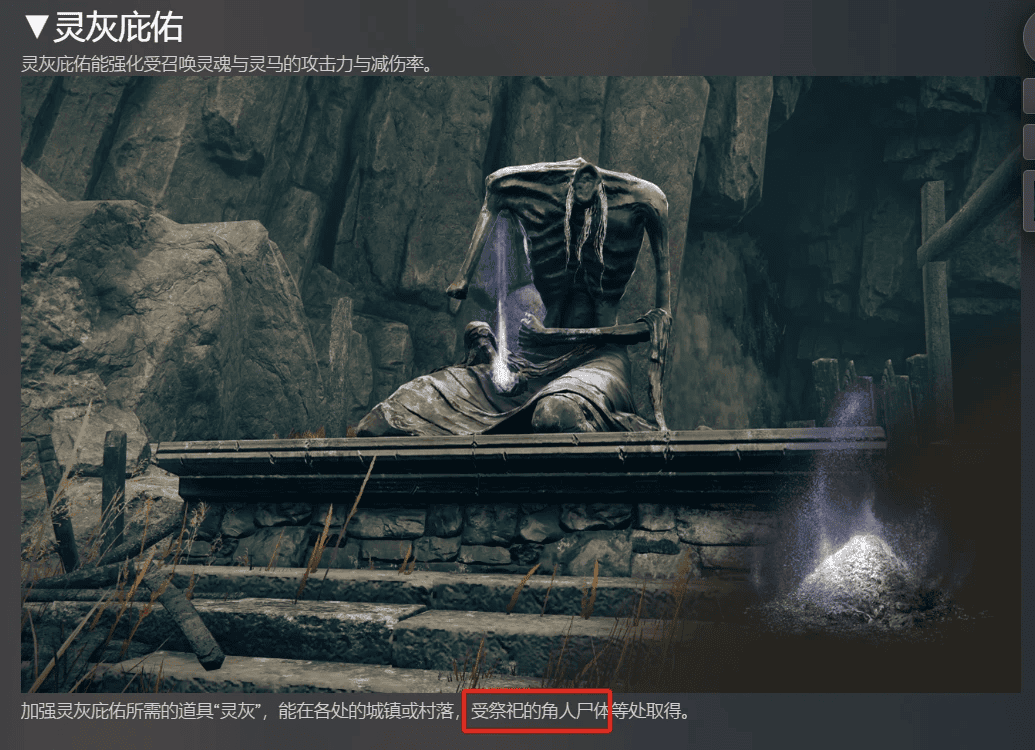 ▼灵灰庇佑
灵灰庇佑能强化受召唤灵魂与灵马的攻击力与减伤率。
加强灵灰庇佑所需的道具“灵灰”，能在各处的城镇或村落，受祭祀的角人尸体等处取得。